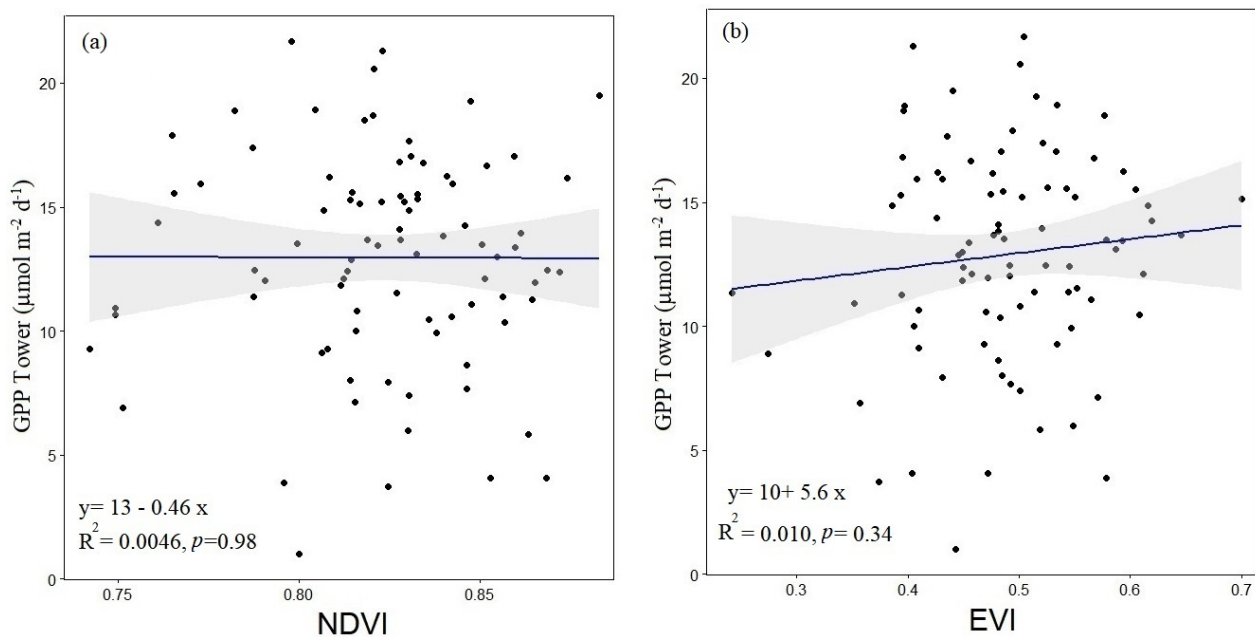 (a)
GPP Tower (µmol m⁻² d⁻¹)
20
15
10
5
0
y= 13 - 0.46 x
R² = 0.0046, p=0.98
0.75
0.80
0.85
NDVI
(b)
GPP Tower (µmol m⁻² d⁻¹)
20
15
10
5
0
y= 10+ 5.6 x
R² = 0.010, p= 0.34
0.3
0.4
0.5
0.6
0.7
EVI